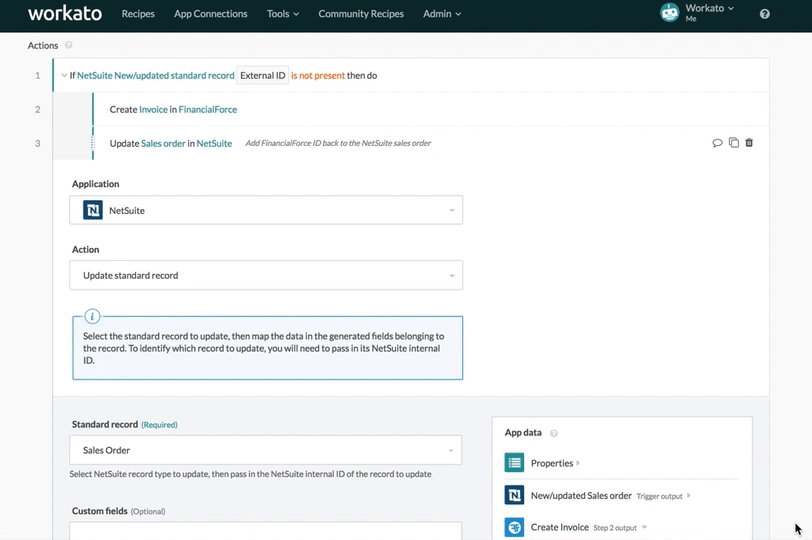 workato Recipes App Connections Tools Community Recipes Admin Workato
Me
Actions
1 If NetSuite New/updated standard record External ID is not present then do
2 Create Invoice in FinancialForce
3 Update Sales order in NetSuite Add FinancialForce ID back to the NetSuite sales order
Application
NetSuite
Action
Update standard record
Select the standard record to update, then map the data in the generated fields belonging to
the record. To identify which record to update, you will need to pass in its NetSuite internal
ID.
Standard record (Required)
Sales Order
Select NetSuite record type to update, then pass in the NetSuite internal ID of the record to update
Custom fields (Optional)
App data
Properties
New/updated Sales order Trigger output
Create Invoice Step 2 output